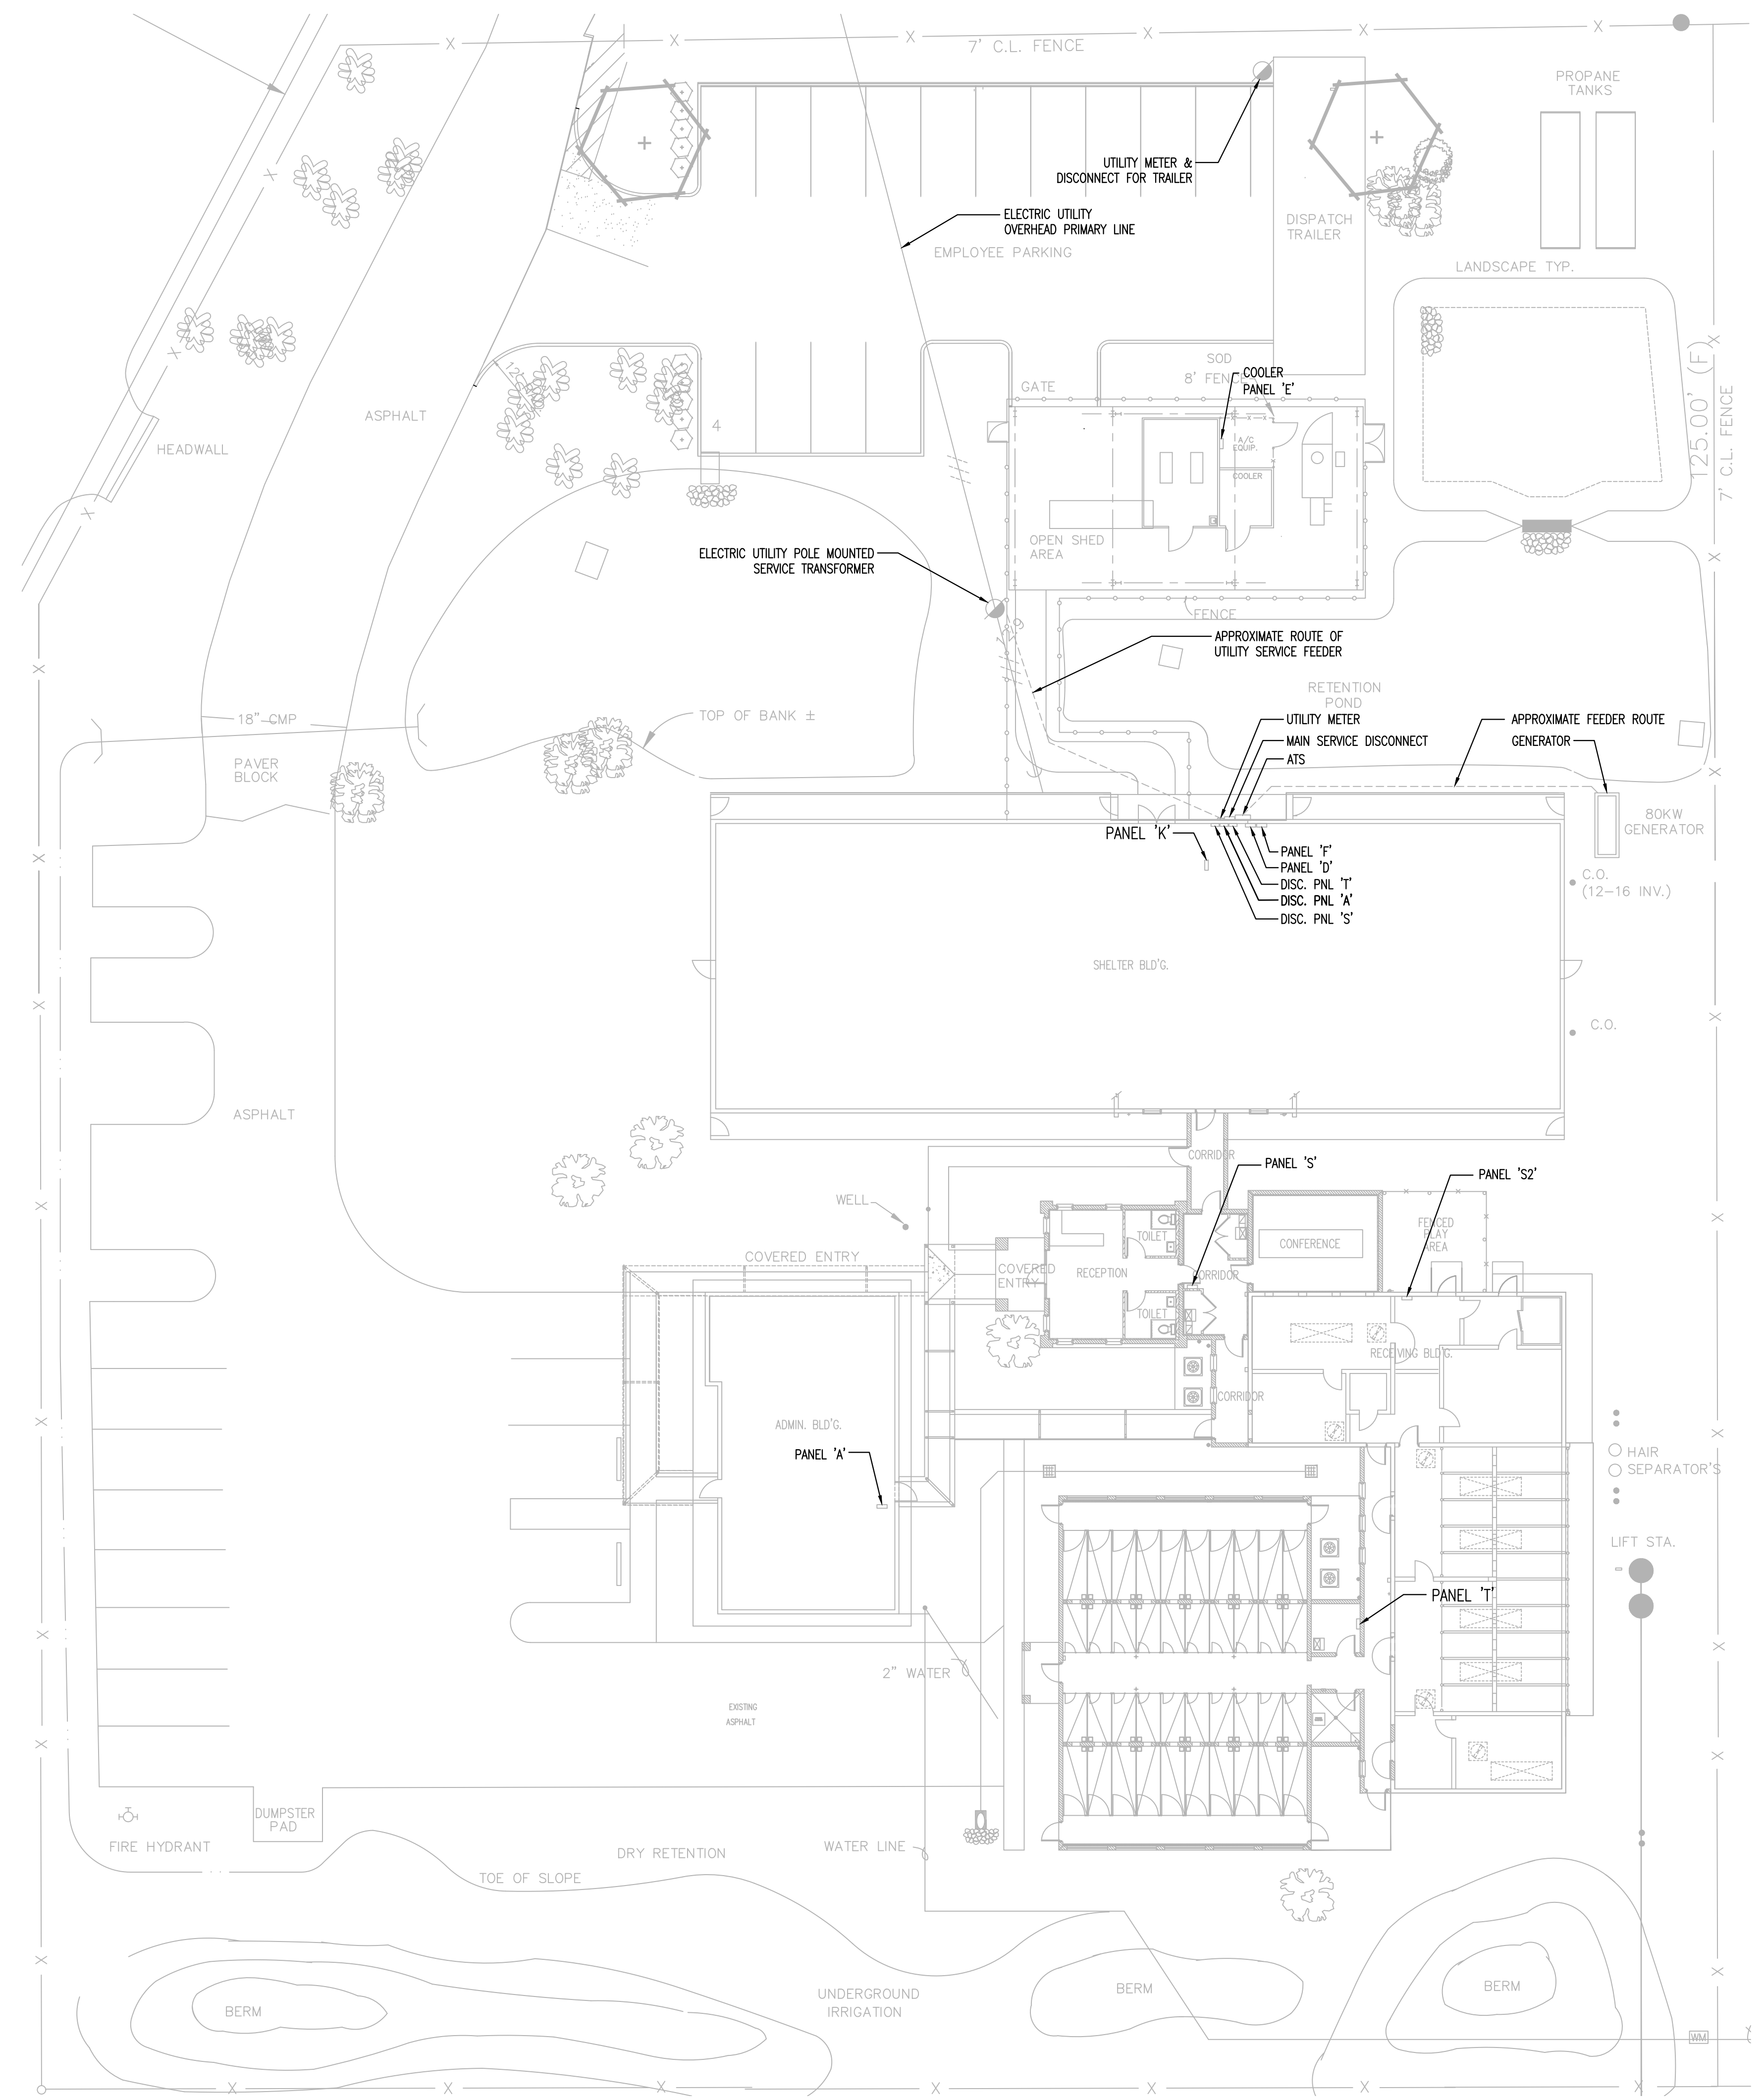 7' C.L. FENCE
PROPANE
TANKS
UTILITY METER &
DISCONNECT FOR TRAILER
ELECTRIC UTILITY
OVERHEAD PRIMARY LINE
EMPLOYEE PARKING
DISPATCH
TRAILER
LANDSCAPE TYP.
SOD
8' FENCE
COOLER
PANEL 'E'
GATE
125.00' (F)
7' C.L. FENCE
ASPHALT
4
HEADWALL
A/C
EQUIP.
COOLER
OPEN SHED
AREA
ELECTRIC UTILITY POLE MOUNTED
SERVICE TRANSFORMER
FENCE
APPROXIMATE ROUTE OF
UTILITY SERVICE FEEDER
RETENTION
POND
18" CMP
TOP OF BANK ±
UTILITY METER
MAIN SERVICE DISCONNECT
ATS
APPROXIMATE FEEDER ROUTE
GENERATOR
PAVER
BLOCK
80KW
GENERATOR
PANEL 'K'
PANEL 'F'
PANEL 'D'
DISC. PNL 'T'
DISC. PNL 'A'
DISC. PNL 'S'
C.O.
(12-16 INV.)
SHELTER BLD'G.
C.O.
ASPHALT
CORRIDOR
PANEL 'S'
PANEL 'S2'
WELL
TOILET
CONFERENCE
FENCED
PLAY
AREA
COVERED ENTRY
COVERED
ENTRY
RECEPTION
CORRIDOR
TOILET
RECEIVING BLD'G.
CORRIDOR
ADMIN. BLD'G.
PANEL 'A'
HAIR
SEPARATOR'S
LIFT STA.
PANEL 'T'
2" WATER
EXISTING
ASPHALT
DUMPSTER
PAD
FIRE HYDRANT
DRY RETENTION
WATER LINE
TOE OF SLOPE
BERM
UNDERGROUND
IRRIGATION
BERM
BERM
WM